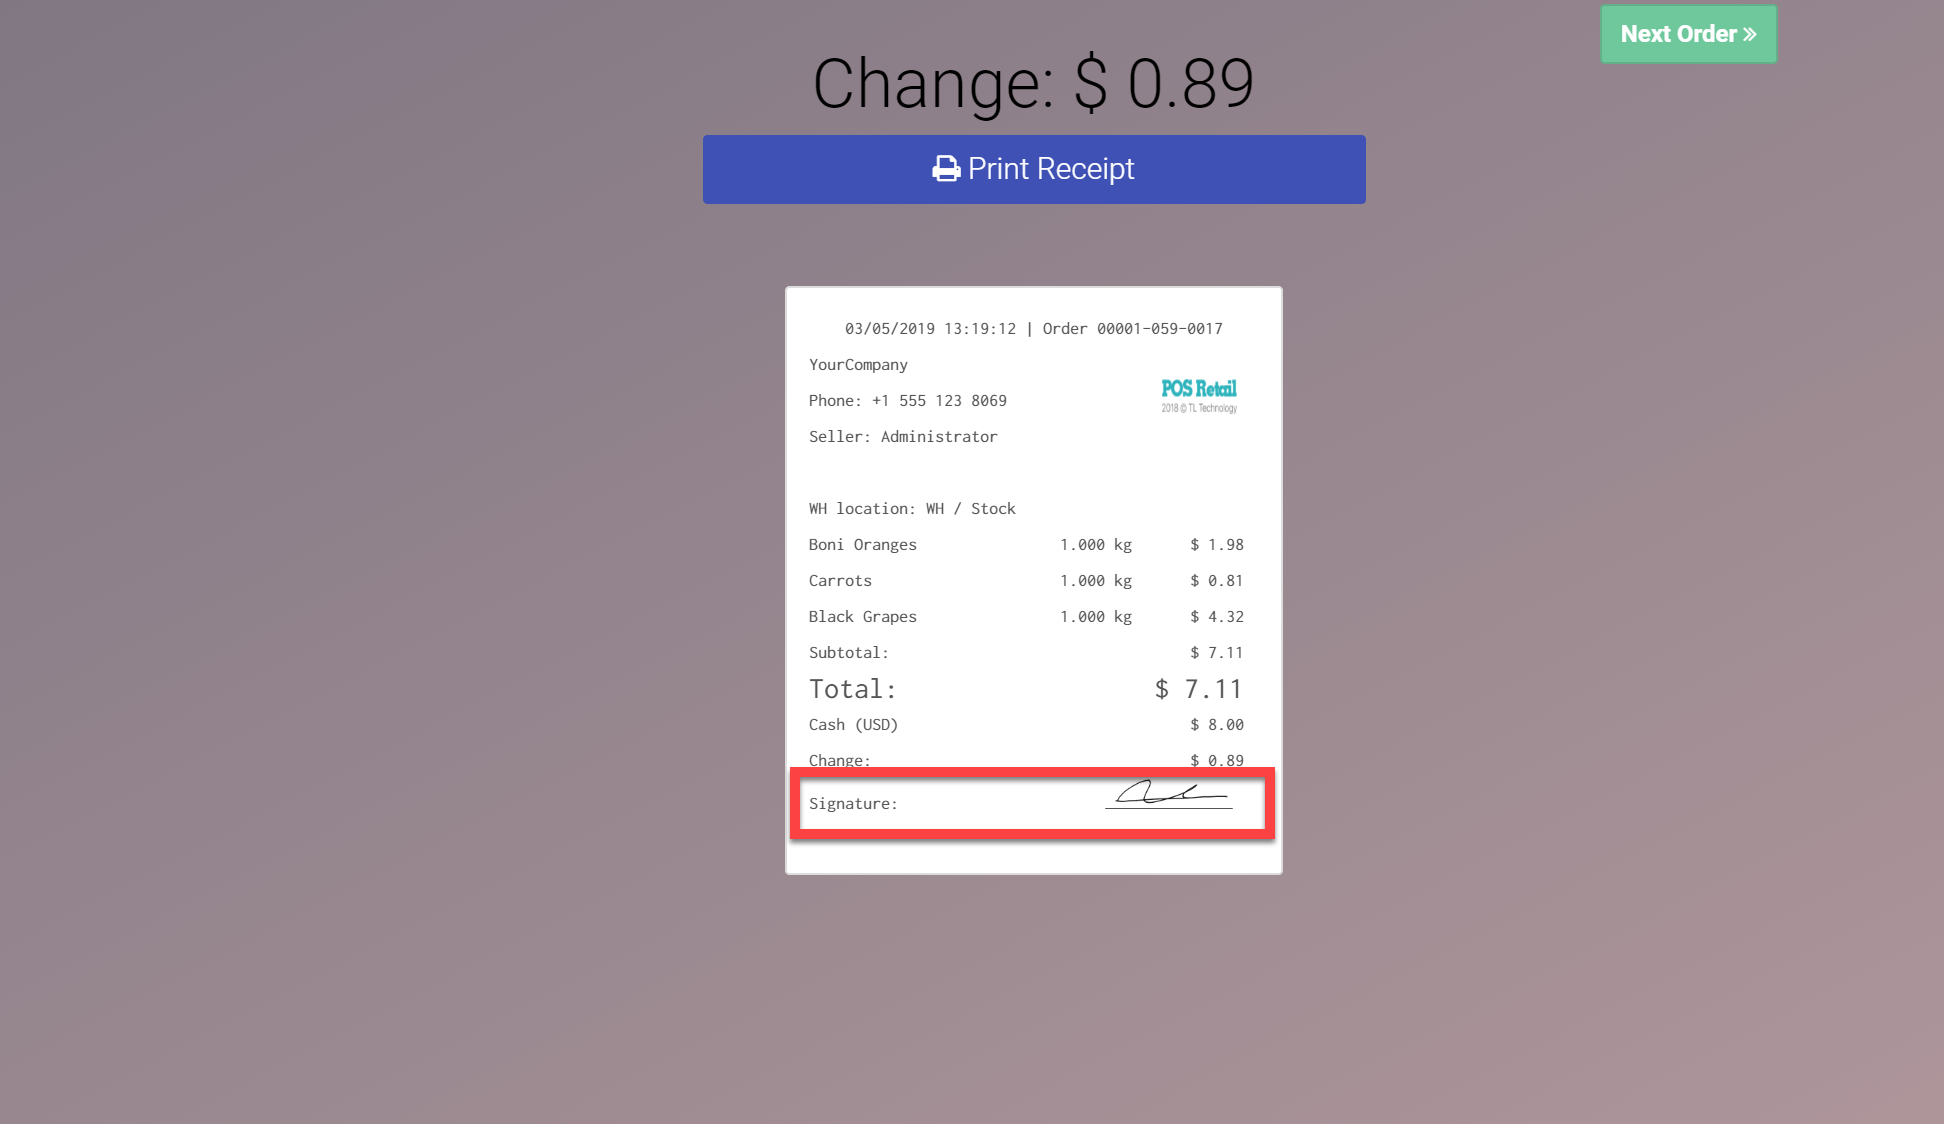 Next Order »
Change: $ 0.89
Print Receipt
03/05/2019 13:19:12 | Order 00001-059-0017
YourCompany
POS Retail
2018 © TL Technology
Phone: +1 555 123 8069
Seller: Administrator
WH location: WH / Stock
Boni Oranges 1.000 kg $ 1.98
Carrots 1.000 kg $ 0.81
Black Grapes 1.000 kg $ 4.32
Subtotal: $ 7.11
Total: $ 7.11
Cash (USD) $ 8.00
Change: $ 0.89
Signature: